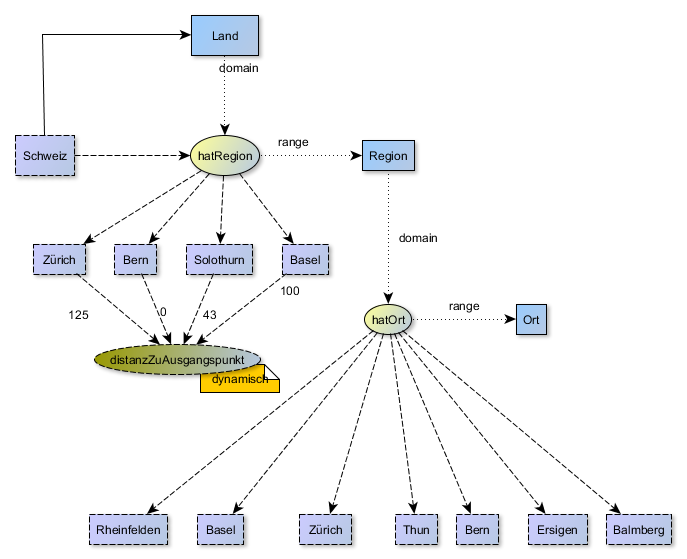 Land
domain
Schweiz
hatRegion
range
Region
Zürich
Bern
Solothurn
Basel
domain
125
0
43
100
hatOrt
range
Ort
distanzZuAusgangspunkt
dynamisch
Rheinfelden
Basel
Zürich
Thun
Bern
Ersigen
Balmberg